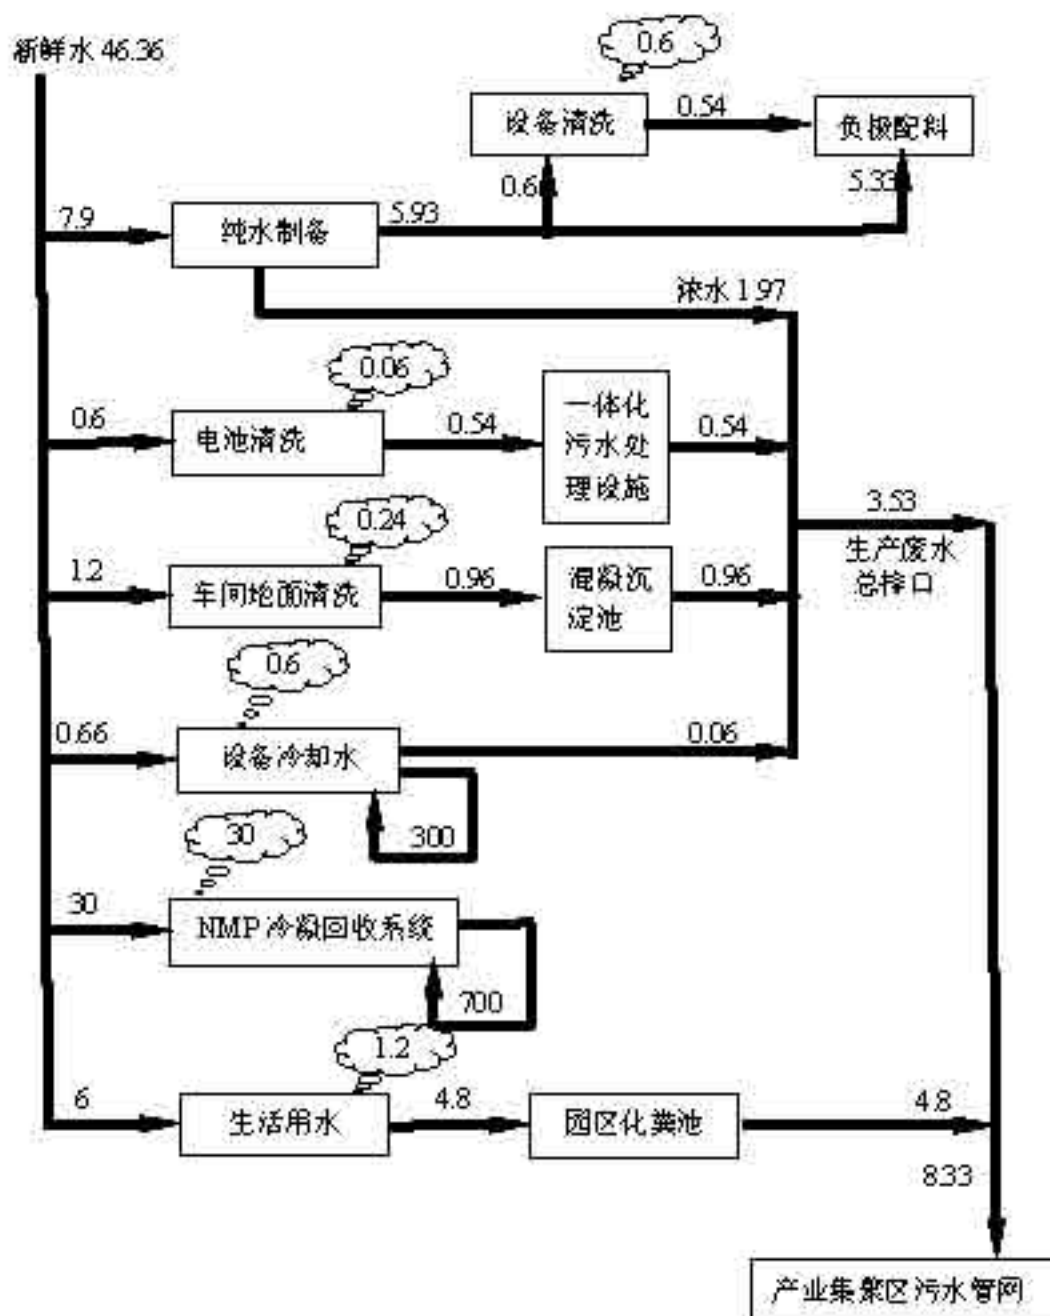 新鲜水 46.36
0.6
设备清洗
0.54
负极配料
0.6
5.33
7.9
纯水制备
5.93
浓水 1.97
0.06
0.6
电池清洗
0.54
一体化
污水处
理设施
0.54
0.24
3.53
生产废水
总排口
1.2
车间地面清洗
0.96
混凝沉
淀池
0.96
0.6
0.66
设备冷却水
0.06
300
30
30
NMP 冷凝回收系统
700
1.2
6
生活用水
4.8
园区化粪池
4.8
8.33
产业集聚区污水管网